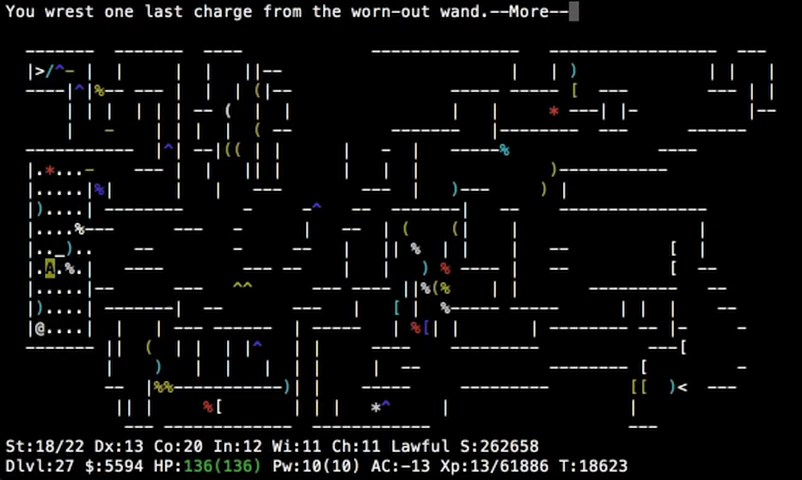 You wrest one last charge from the worn-out wand.--More--
St:18/22 Dx:13 Co:20 In:12 Wi:11 Ch:11 Lawful S:262658
Dlvl:27 $:5594 HP:136(136) Pw:10(10) AC:-13 Xp:13/61886 T:18623